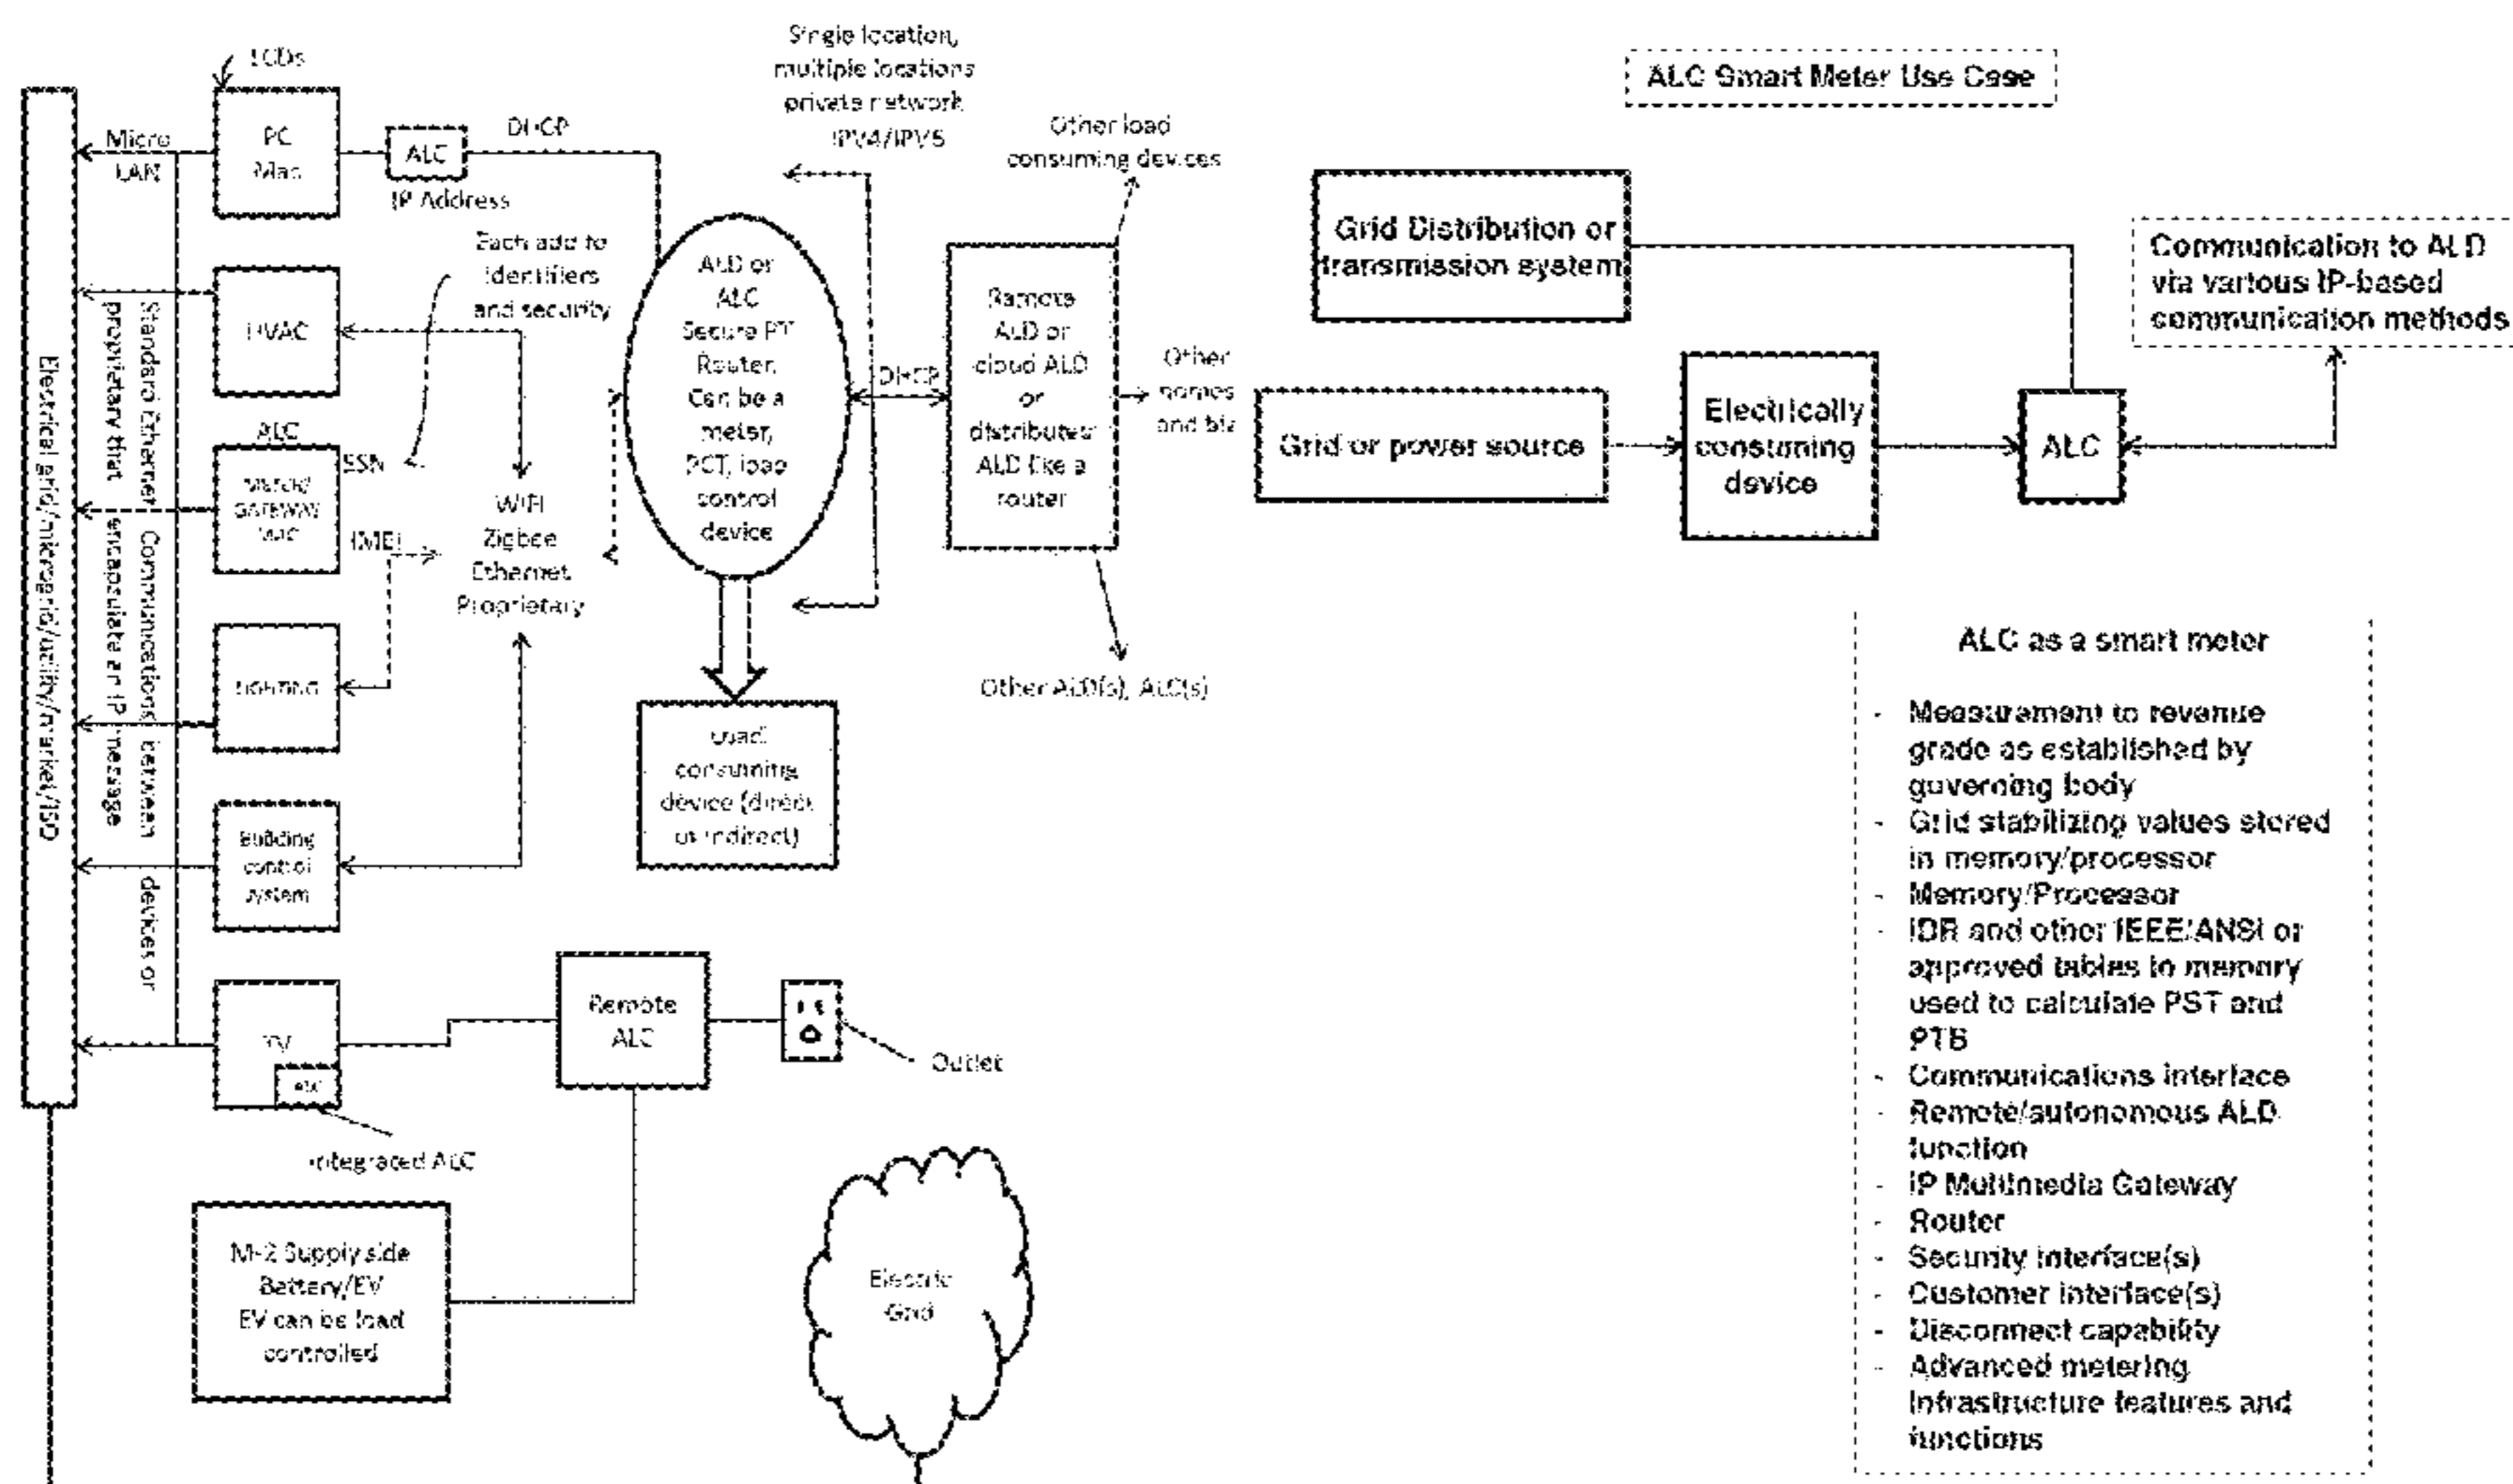 LCDs
PC
Mac
Micro
LAN
ALC
IP Address
DHCP
Single location,
multiple locations
private network
IPV4/IPV6
Each add to
identifiers
and security
HVAC
ALC
GATEWAY
SSN
IMEI
WiFi
Zigbee
Ethernet
Proprietary
Building
control
system
Electrical grid/microgrid/utility/market/ISO
Standard Ethernet Communications between devices or
proprietary that encapsulate an IP message
ALD or
ALC
Secure PT
Router.
Can be a
meter,
PCT, load
control
device
DHCP
Remote
ALD or
cloud ALD
or
distributed
ALD like a
router
Other load
consuming devices
Other
homes
and biz
Other ALD(s), ALC(s)
Load
consuming
device (direct
or indirect)
TV
ALC
Integrated ALC
Remote
ALC
Outlet
M-2 Supply side
Battery/EV
EV can be load
controlled
Electric
Grid
ALC Smart Meter Use Case
Grid Distribution or
transmission system
Communication to ALD
via various IP-based
communication methods
Grid or power source
Electrically
consuming
device
ALC
ALC as a smart meter
- Measurement to revenue
grade as established by
governing body
- Grid stabilizing values stored
in memory/processor
- Memory/Processor
- IDR and other IEEE/ANSI or
approved tables in memory
used to calculate PST and
PTB
- Communications interface
- Remote/autonomous ALD
function
- IP Multimedia Gateway
- Router
- Security interface(s)
- Customer interface(s)
- Disconnect capability
- Advanced metering
Infrastructure features and
functions